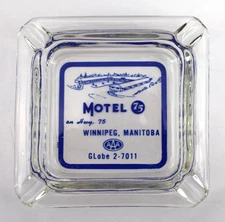 MOTEL 75
on Hwy. 75
WINNIPEG, MANITOBA
AAA
GLobe 2-7011